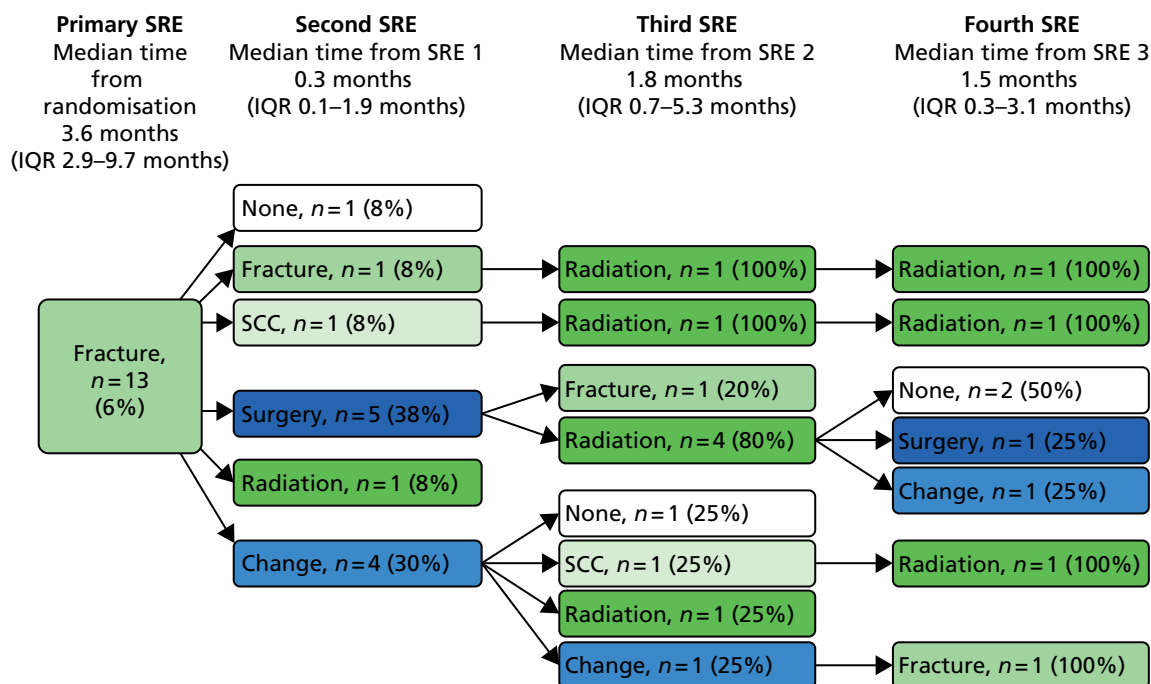 Primary SRE
Median time
from
randomisation
3.6 months
(IQR 2.9–9.7 months)
Second SRE
Median time from SRE 1
0.3 months
(IQR 0.1–1.9 months)
Third SRE
Median time from SRE 2
1.8 months
(IQR 0.7–5.3 months)
Fourth SRE
Median time from SRE 3
1.5 months
(IQR 0.3–3.1 months)
Fracture,
n=13
(6%)
None, n=1 (8%)
Fracture, n=1 (8%)
SCC, n=1 (8%)
Surgery, n=5 (38%)
Radiation, n=1 (8%)
Change, n=4 (30%)
Radiation, n=1 (100%)
Radiation, n=1 (100%)
Fracture, n=1 (20%)
Radiation, n=4 (80%)
None, n=1 (25%)
SCC, n=1 (25%)
Radiation, n=1 (25%)
Change, n=1 (25%)
Radiation, n=1 (100%)
Radiation, n=1 (100%)
None, n=2 (50%)
Surgery, n=1 (25%)
Change, n=1 (25%)
Radiation, n=1 (100%)
Fracture, n=1 (100%)